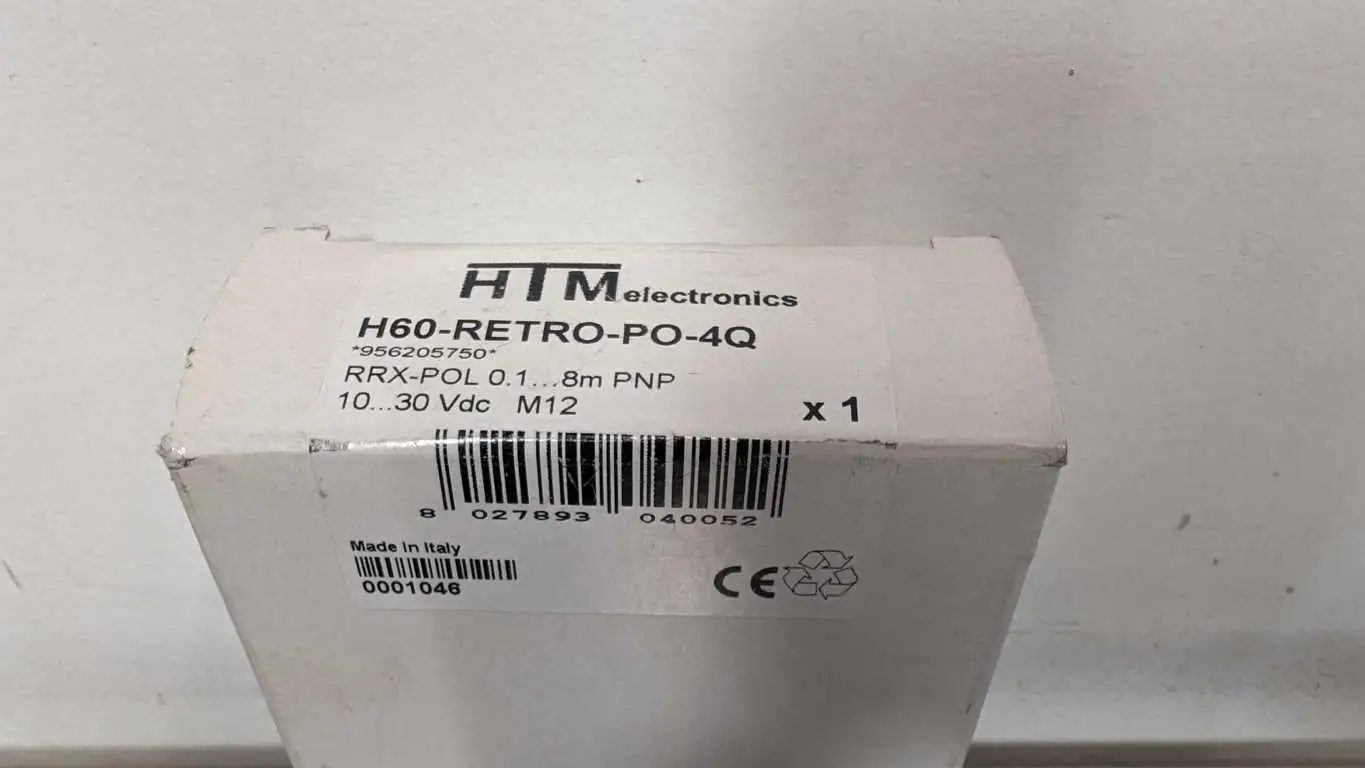 HTM electronics
H60-RETRO-PO-4Q
*956205750*
RRX-POL 0.1...8m PNP
10...30 Vdc M12
x 1
8 027893 040052
Made in Italy
0001046
CE